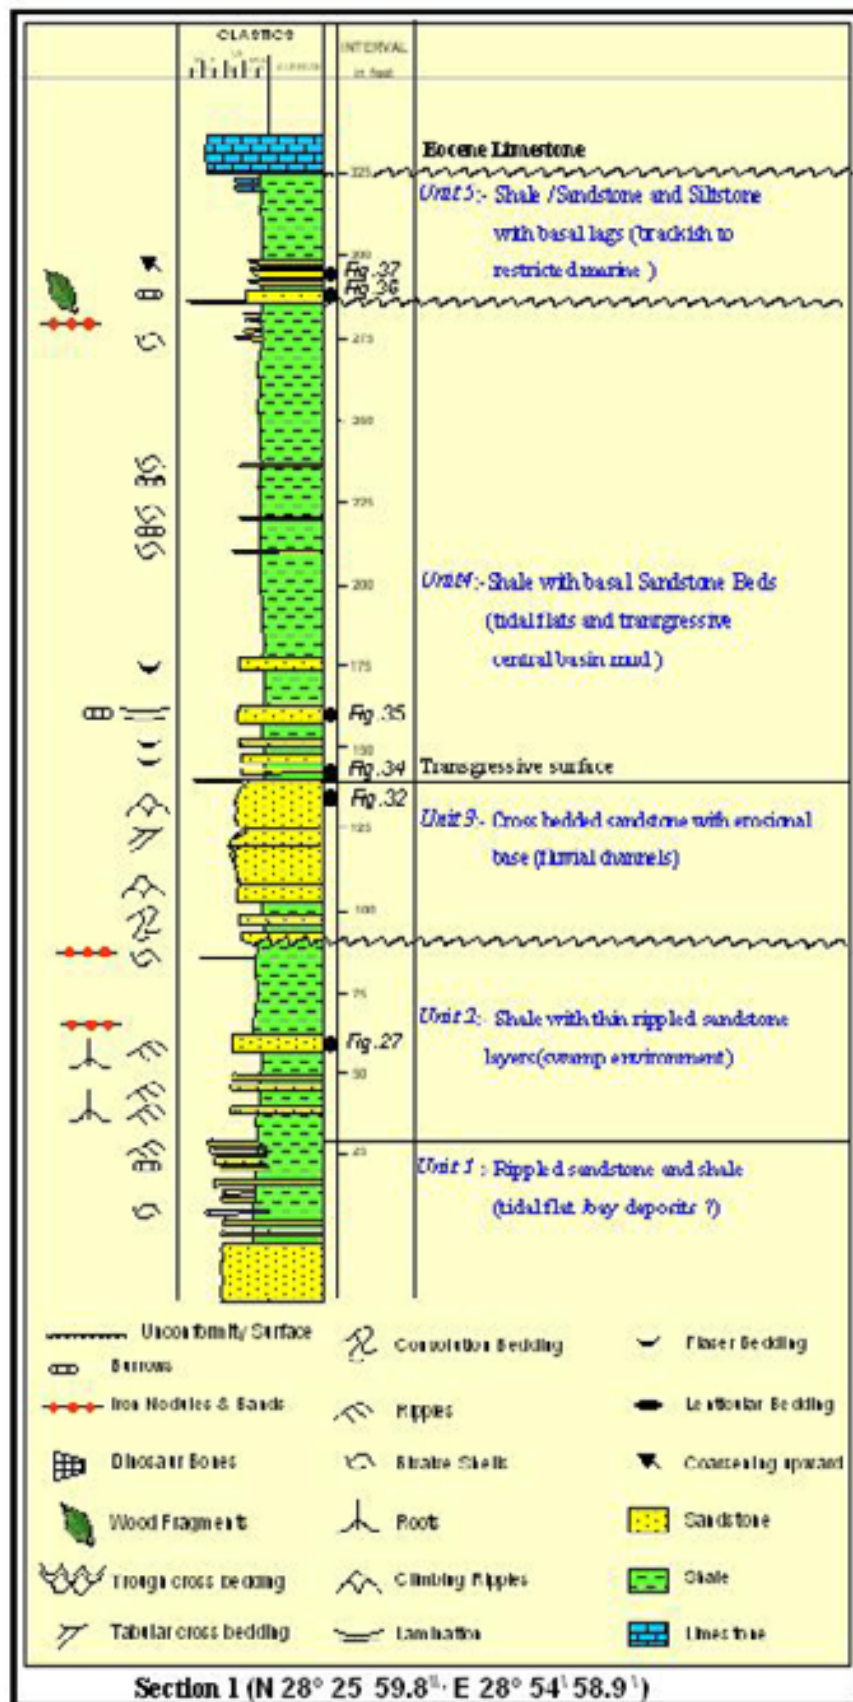 CLASTICS
INTERVAL
in feet
Eocene Limestone
325
Unit 5:- Shale / Sandstone and Siltstone
with basal lags (brackish to
restricted marine )
Fig.37
Fig.36
275
225
200
Unit4:- Shale with basal Sandstone Beds
(tidal flats and transgressive
central basin mud )
175
Fig.35
150
Fig.34
Transgressive surface
Fig.32
125
Unit 3:- Cross bedded sandstone with erosional
base (fluvial channels)
100
75
Unit 2:- Shale with thin rippled sandstone
layers(swamp environment)
Fig.27
50
25
Unit 1 : Rippled sandstone and shale
(tidal flat /bay deposits ?)
Unconformity Surface
Convolution Bedding
Flaser Bedding
Burrows
Iron Nodules & Bands
Ripples
Lenticular Bedding
Dinosaur Bones
Bivalve Shells
Coarsening upward
Wood Fragments
Roots
Sandstone
Trough cross bedding
Climbing Ripples
Shale
Tabular cross bedding
Lamination
Limestone
Section 1 (N 28° 25 59.8\\, E 28° 54\ 58.9\)